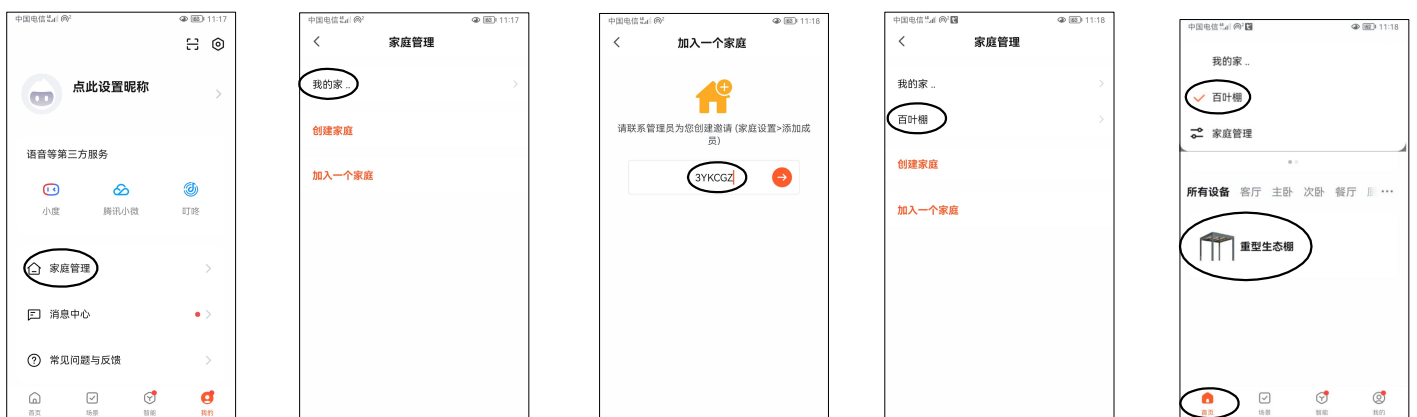 中国电信 11:17
点此设置昵称
语音等第三方服务
小度 腾讯小微 叮咚
家庭管理
消息中心
常见问题与反馈
首页 场景 智能 我的
中国电信 11:17
家庭管理
我的家 ..
创建家庭
加入一个家庭
中国电信 11:18
加入一个家庭
请联系管理员为您创建邀请 (家庭设置>添加成
员)
3YKCGZ
中国电信 11:18
家庭管理
我的家 ..
百叶棚
创建家庭
加入一个家庭
中国电信 11:18
我的家 ..
百叶棚
家庭管理
所有设备 客厅 主卧 次卧 餐厅
重型生态棚
首页 场景 智能 我的